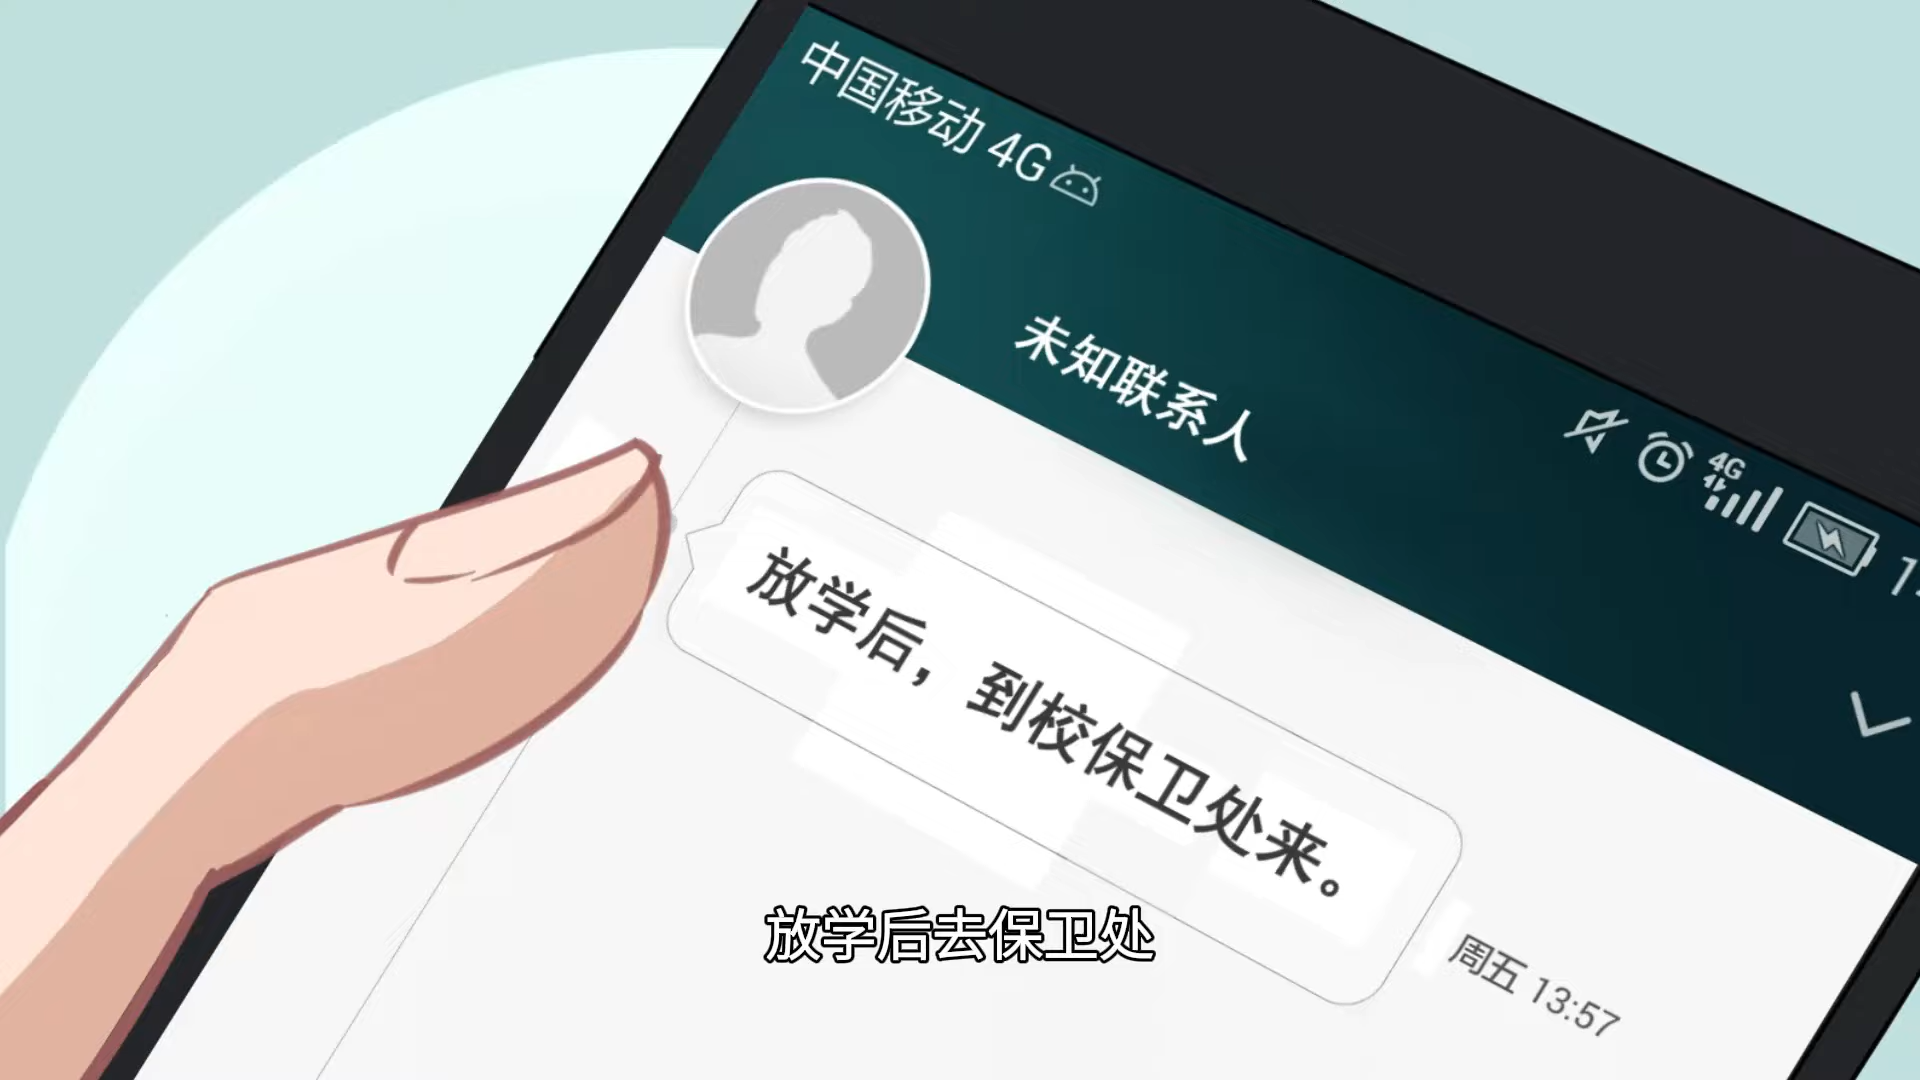 中国移动 4G
未知联系人
4G
放学后，到校保卫处来。
周五 13:57
放学后去保卫处